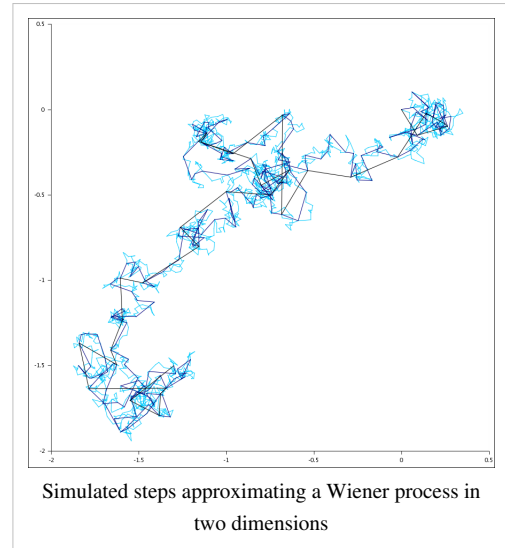 0.5
0
-0.5
-1
-1.5
-2
-2 -1.5 -1 -0.5 0 0.5
Simulated steps approximating a Wiener process in
two dimensions